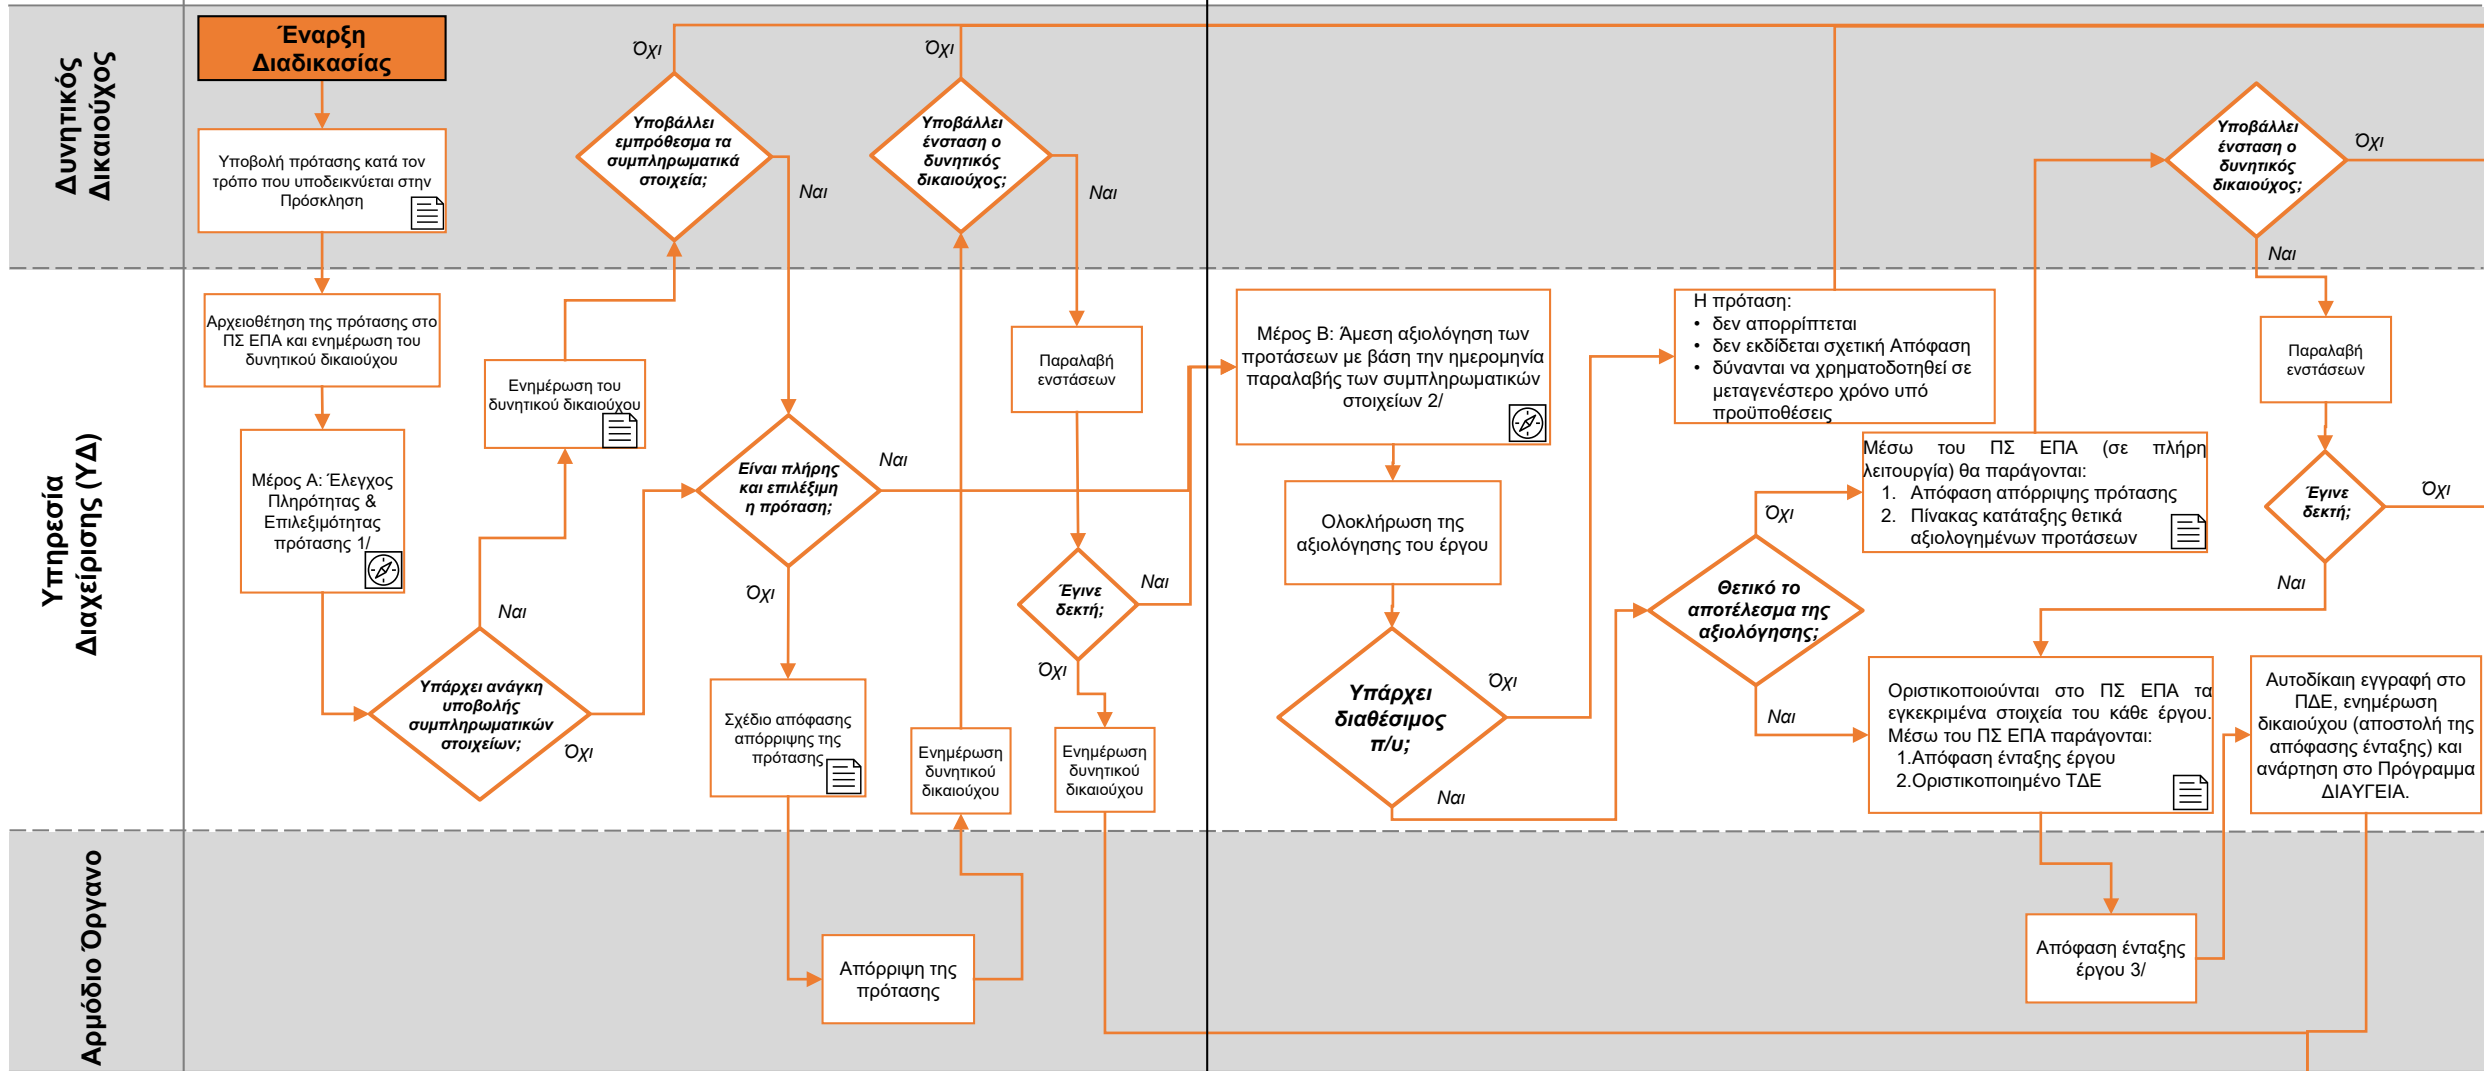 Δυνητικός
Δικαιούχος
Έναρξη
Διαδικασίας
Υποβολή πρότασης κατά τον
τρόπο που υποδεικνύεται στην
Πρόσκληση
Όχι
Υποβάλλει
εμπρόθεσμα τα
συμπληρωματικά
στοιχεία;
Ναι
Όχι
Υποβάλλει
ένσταση ο
δυνητικός
δικαιούχος;
Ναι
Υποβάλλει
ένσταση ο
δυνητικός
δικαιούχος;
Όχι
Ναι
Υπηρεσία
Διαχείρισης (ΥΔ)
Αρχειοθέτηση της πρότασης στο
ΠΣ ΕΠΑ και ενημέρωση του
δυνητικού δικαιούχου
Μέρος Α: Έλεγχος
Πληρότητας &
Επιλεξιμότητας
πρότασης 1/
Υπάρχει ανάγκη
υποβολής
συμπληρωματικών
στοιχείων;
Ναι
Όχι
Ενημέρωση του
δυνητικού δικαιούχου
Είναι πλήρης
και επιλέξιμη
η πρόταση;
Ναι
Όχι
Σχέδιο απόφασης
απόρριψης της
πρότασης
Ενημέρωση
δυνητικού
δικαιούχου
Παραλαβή
ενστάσεων
Έγινε
δεκτή;
Ναι
Όχι
Ενημέρωση
δυνητικού
δικαιούχου
Μέρος Β: Άμεση αξιολόγηση των
προτάσεων με βάση την ημερομηνία
παραλαβής των συμπληρωματικών
στοιχείων 2/
Ολοκλήρωση της
αξιολόγησης του έργου
Υπάρχει
διαθέσιμος
π/υ;
Όχι
Ναι
Η πρόταση:
• δεν απορρίπτεται
• δεν εκδίδεται σχετική Απόφαση
• δύνανται να χρηματοδοτηθεί σε
μεταγενέστερο χρόνο υπό
προϋποθέσεις
Θετικό το
αποτέλεσμα της
αξιολόγησης;
Όχι
Ναι
Μέσω του ΠΣ ΕΠΑ (σε πλήρη
λειτουργία) θα παράγονται:
1. Απόφαση απόρριψης πρότασης
2. Πίνακας κατάταξης θετικά
αξιολογημένων προτάσεων
Παραλαβή
ενστάσεων
Έγινε
δεκτή;
Όχι
Ναι
Οριστικοποιούνται στο ΠΣ ΕΠΑ τα
εγκεκριμένα στοιχεία του κάθε έργου.
Μέσω του ΠΣ ΕΠΑ παράγονται:
1.Απόφαση ένταξης έργου
2.Οριστικοποιημένο ΤΔΕ
Αυτοδίκαιη εγγραφή στο
ΠΔΕ, ενημέρωση
δικαιούχου (αποστολή της
απόφασης ένταξης) και
ανάρτηση στο Πρόγραμμα
ΔΙΑΥΓΕΙΑ.
Αρμόδιο Όργανο
Απόρριψη της
πρότασης
Απόφαση ένταξης
έργου 3/